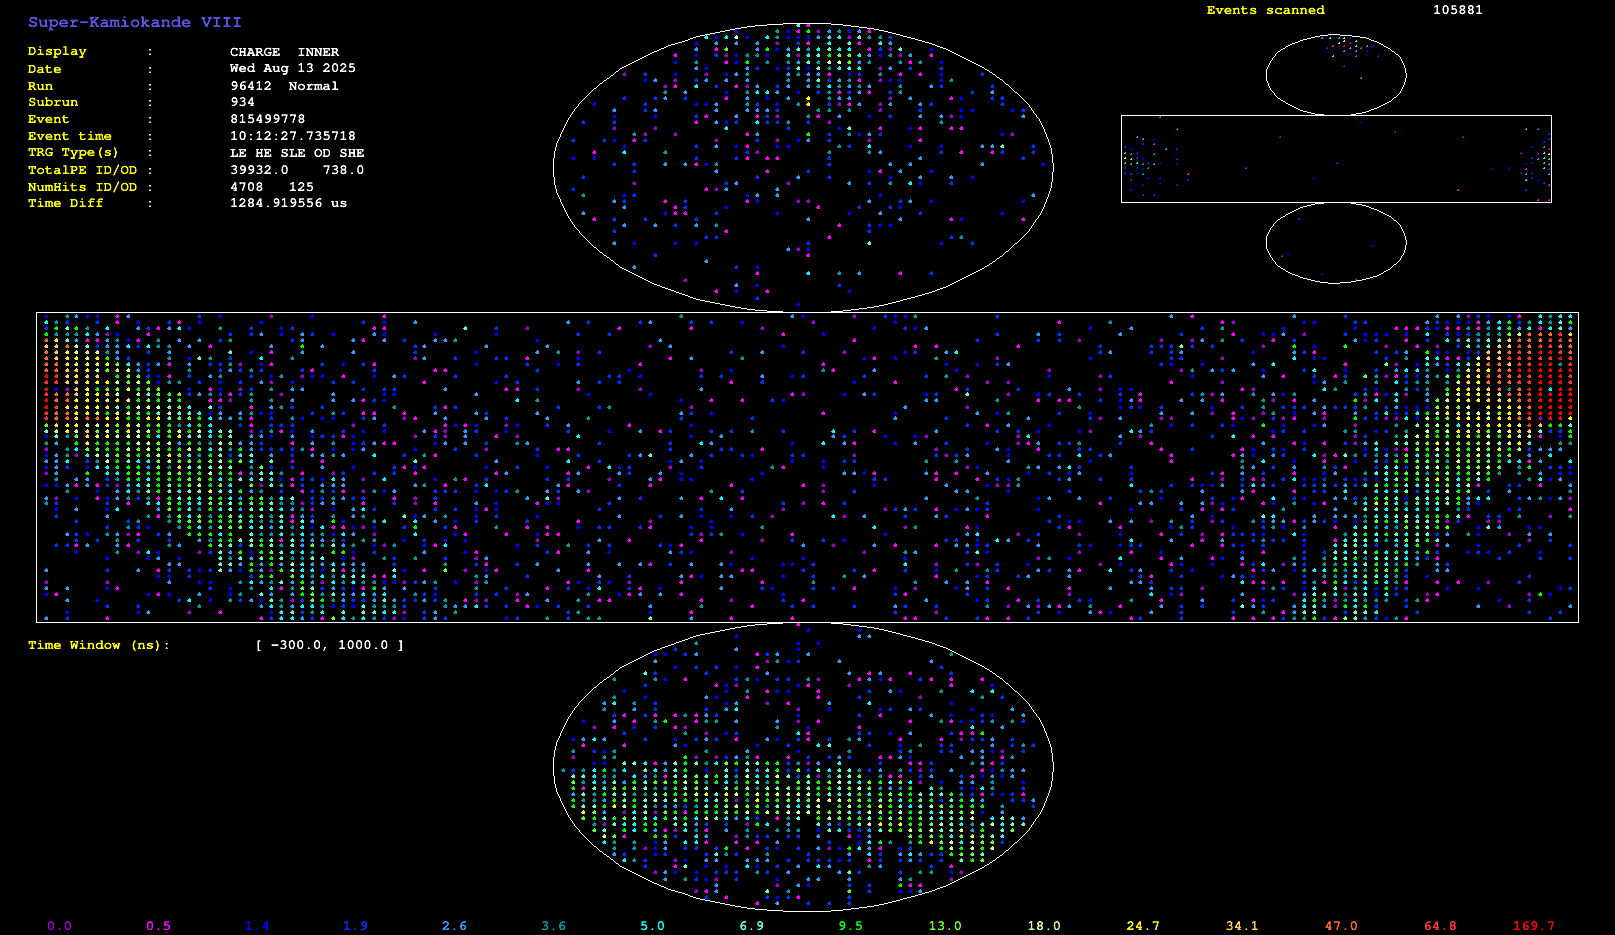 Super-Kamiokande VIII
Events scanned 105881
Display : CHARGE INNER
Date : Wed Aug 13 2025
Run : 96412 Normal
Subrun : 934
Event : 815499778
Event time : 10:12:27.735718
TRG Type(s) : LE HE SLE OD SHE
TotalPE ID/OD : 39932.0 738.0
NumHits ID/OD : 4708 125
Time Diff : 1284.919556 us
Time Window (ns): [ -300.0, 1000.0 ]
0.0 0.5 1.4 1.9 2.6 3.6 5.0 6.9 9.5 13.0 18.0 24.7 34.1 47.0 64.8 169.7